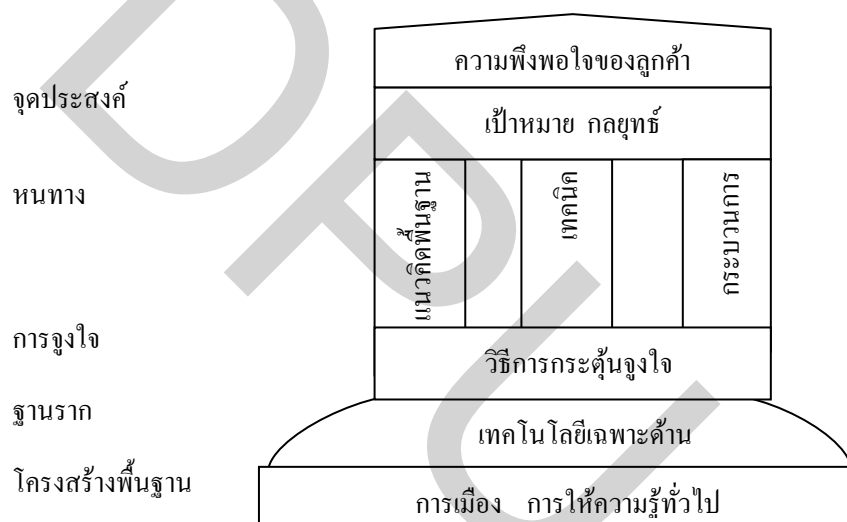 ความพึงพอใจของลูกค้า
จุดประสงค์
เป้าหมาย กลยุทธ์
หนทาง
แนวคิดพื้นฐาน
เทคนิค
กระบวนการ
การจูงใจ
วิธีการกระตุ้นจูงใจ
ฐานราก
เทคโนโลยีเฉพาะด้าน
โครงสร้างพื้นฐาน
การเมือง การให้ความรู้ทั่วไป
DPU